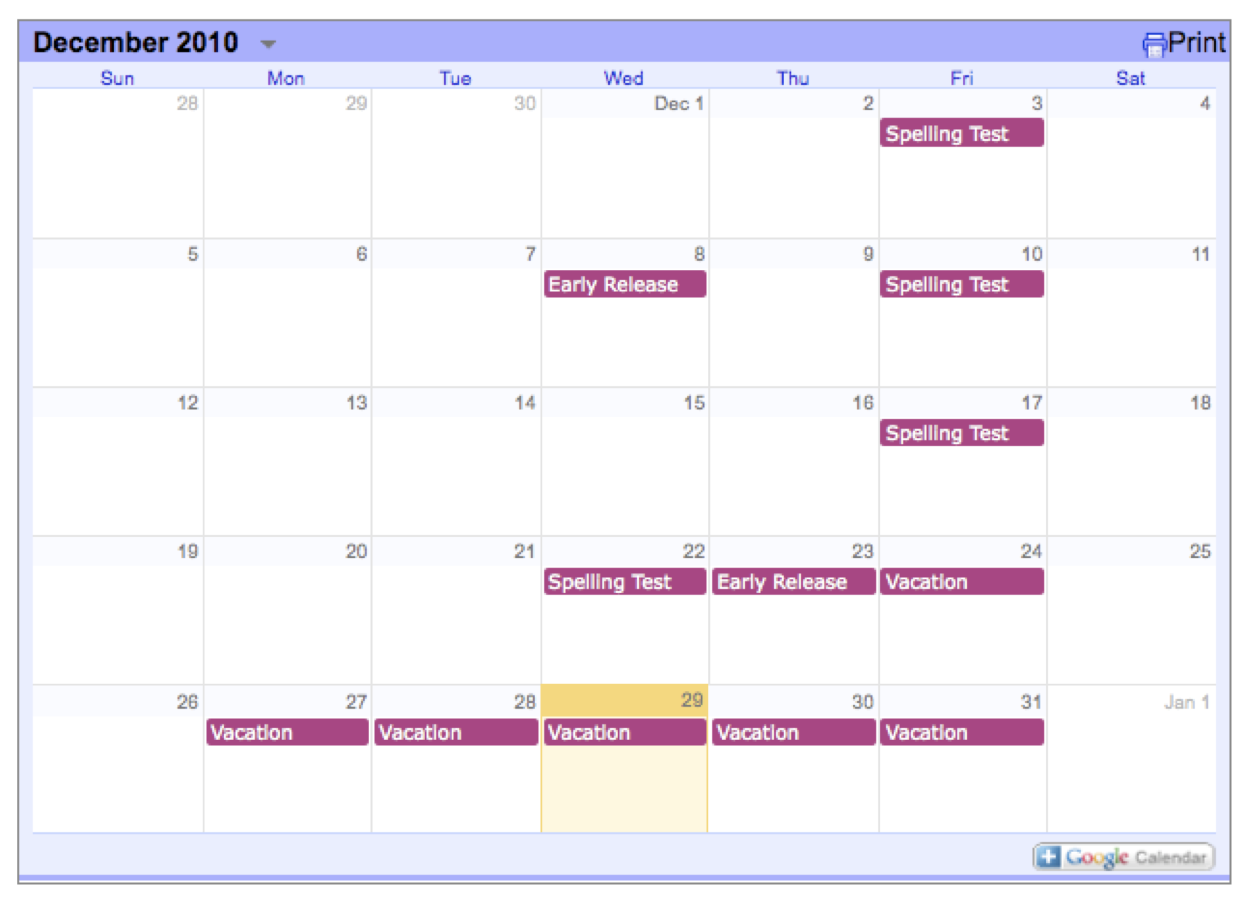 December 2010 Print
Sun Mon Tue Wed Thu Fri Sat
28 29 30 Dec 1 2 3 4
Spelling Test
5 6 7 8 9 10 11
Early Release Spelling Test
12 13 14 15 16 17 18
Spelling Test
19 20 21 22 23 24 25
Spelling Test Early Release Vacation
26 27 28 29 30 31 Jan 1
Vacation Vacation Vacation Vacation Vacation
Google Calendar